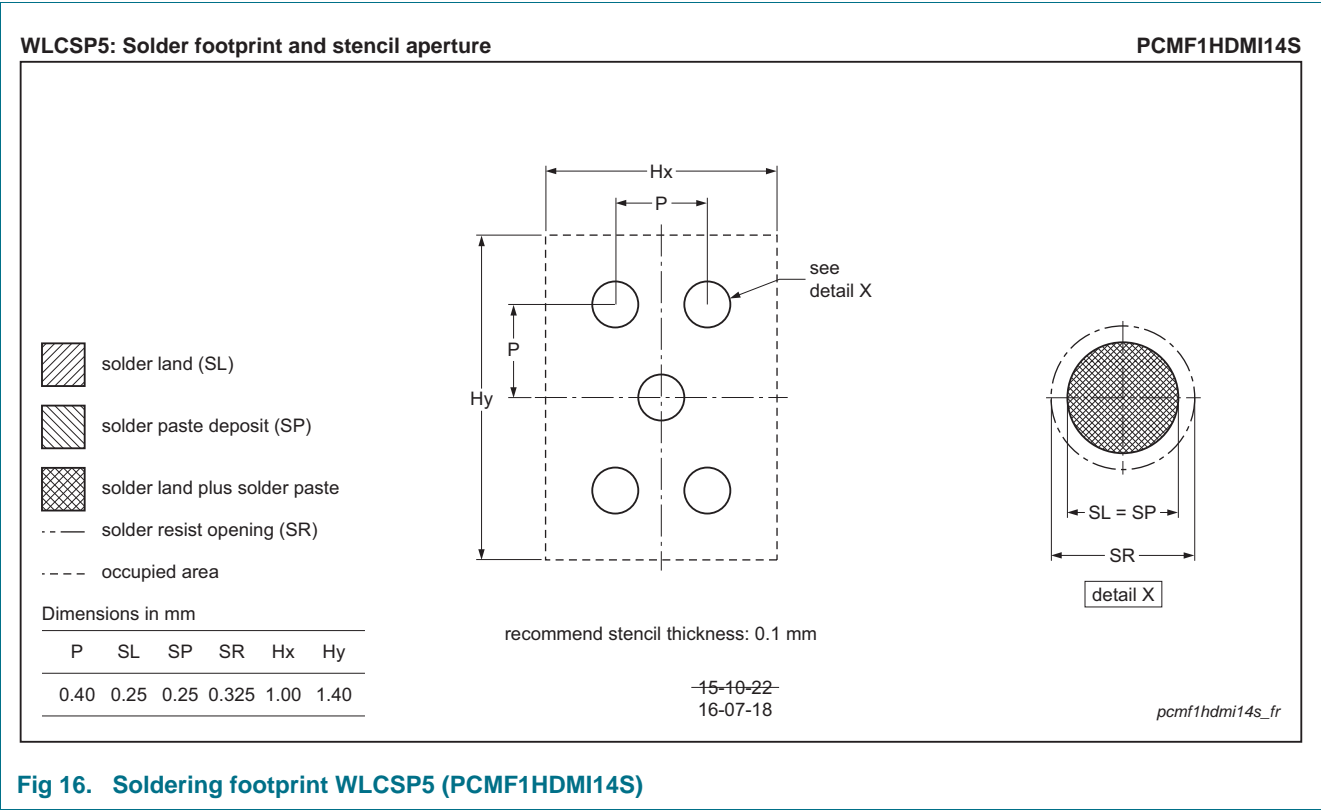 WLCSP5: Solder footprint and stencil aperture PCMF1HDMI14S
Hx
P
see
detail X
P
Hy
solder land (SL)
solder paste deposit (SP)
solder land plus solder paste
solder resist opening (SR)
occupied area
SL = SP
SR
detail X
Dimensions in mm
P SL SP SR Hx Hy
0.40 0.25 0.25 0.325 1.00 1.40
recommend stencil thickness: 0.1 mm
15-10-22
16-07-18
pcmf1hdmi14s_fr
Fig 16. Soldering footprint WLCSP5 (PCMF1HDMI14S)